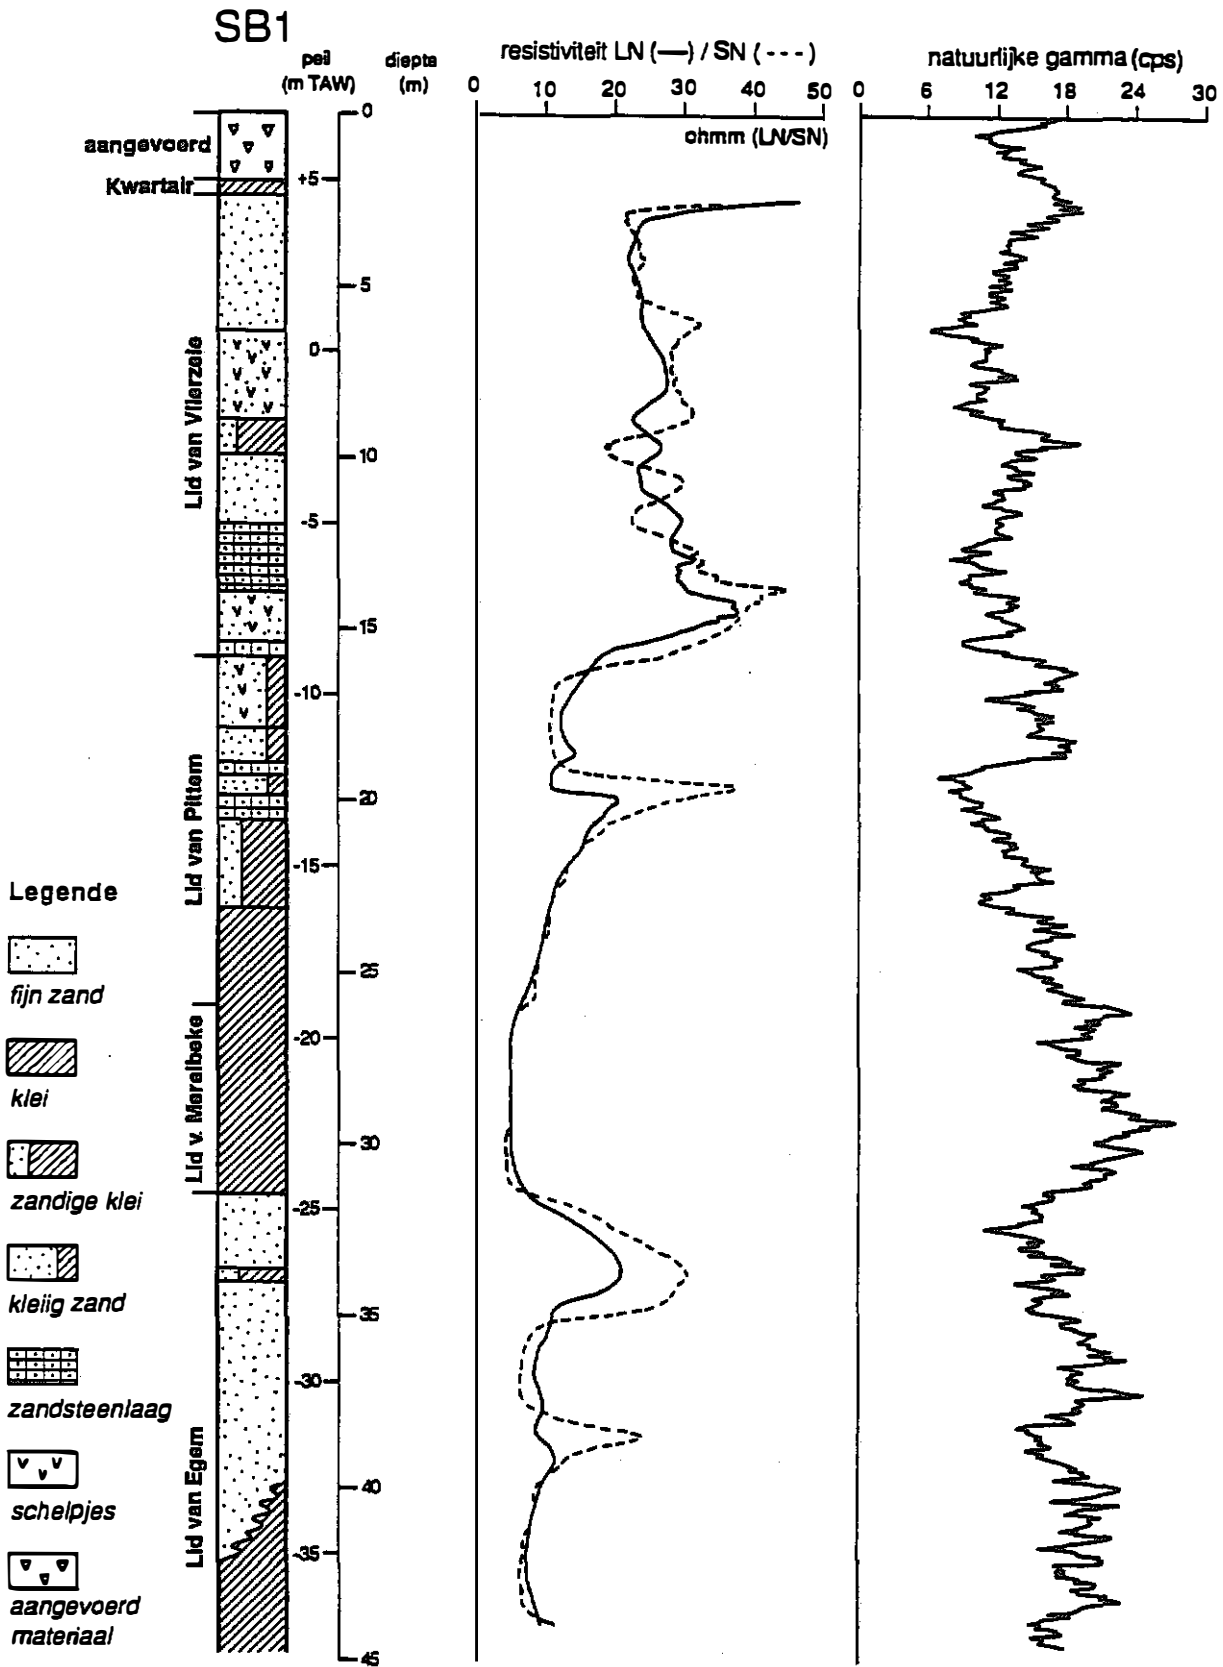 SB1
peil
(m TAW)
diepte
(m)
resistiviteit LN (—) / SN (---)
0 10 20 30 40 50
ohmm (LN/SN)
natuurlijke gamma (cps)
0 6 12 18 24 30
0
aangevoerd
+5
Kwartair
5
0
Lid van Vlierzele
10
-5
15
-10
Lid van Pittem
20
-15
25
-20
Lid v. Merelbeke
30
-25
35
-30
Lid van Egem
40
-35
45
Legende
fijn zand
klei
zandige klei
kleiig zand
zandsteenlaag
schelpjes
aangevoerd
materiaal